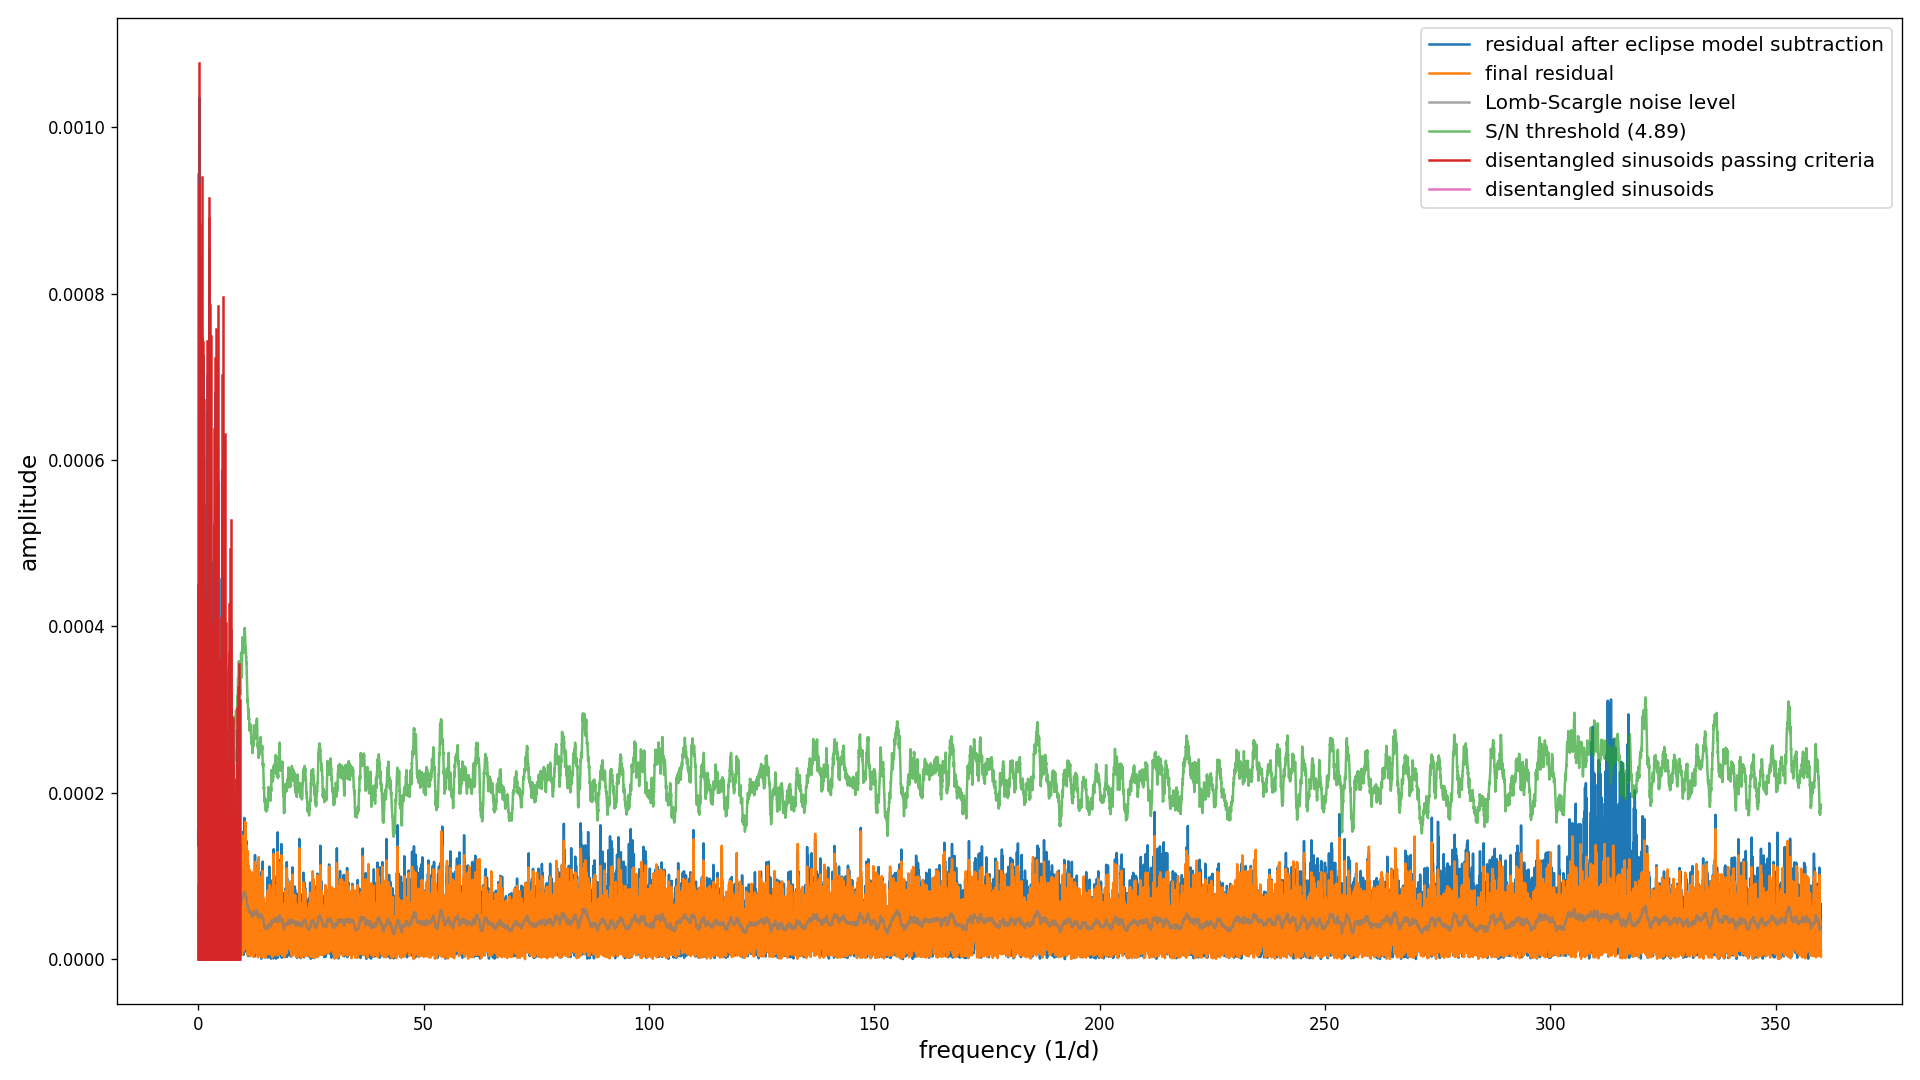 residual after eclipse model subtraction
final residual
Lomb-Scargle noise level
S/N threshold (4.89)
disentangled sinusoids passing criteria
disentangled sinusoids
amplitude
0.0010
0.0008
0.0006
0.0004
0.0002
0.0000
0 50 100 150 200 250 300 350
frequency (1/d)